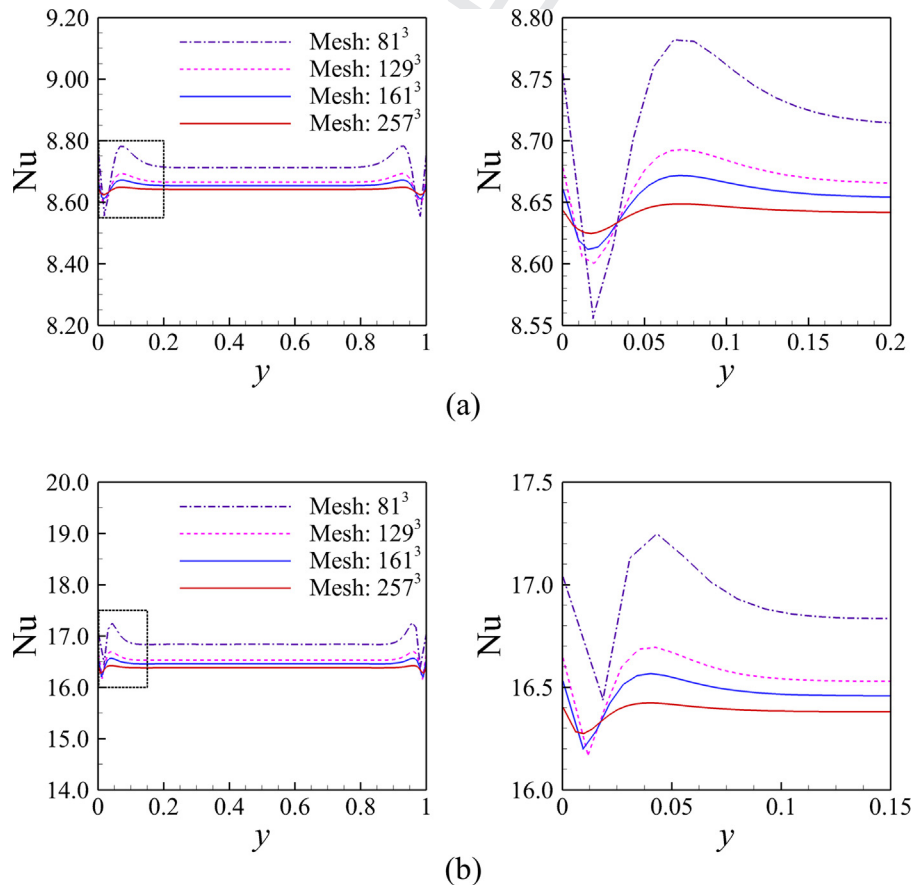 9.20
9.00
8.80
8.60
8.40
8.20
Nu
Mesh: 81³
Mesh: 129³
Mesh: 161³
Mesh: 257³
0 0.2 0.4 0.6 0.8 1
y
8.80
8.75
8.70
8.65
8.60
8.55
Nu
0 0.05 0.1 0.15 0.2
y
(a)
20.0
19.0
18.0
17.0
16.0
15.0
14.0
Nu
Mesh: 81³
Mesh: 129³
Mesh: 161³
Mesh: 257³
0 0.2 0.4 0.6 0.8 1
y
17.5
17.0
16.5
16.0
Nu
0 0.05 0.1 0.15
y
(b)